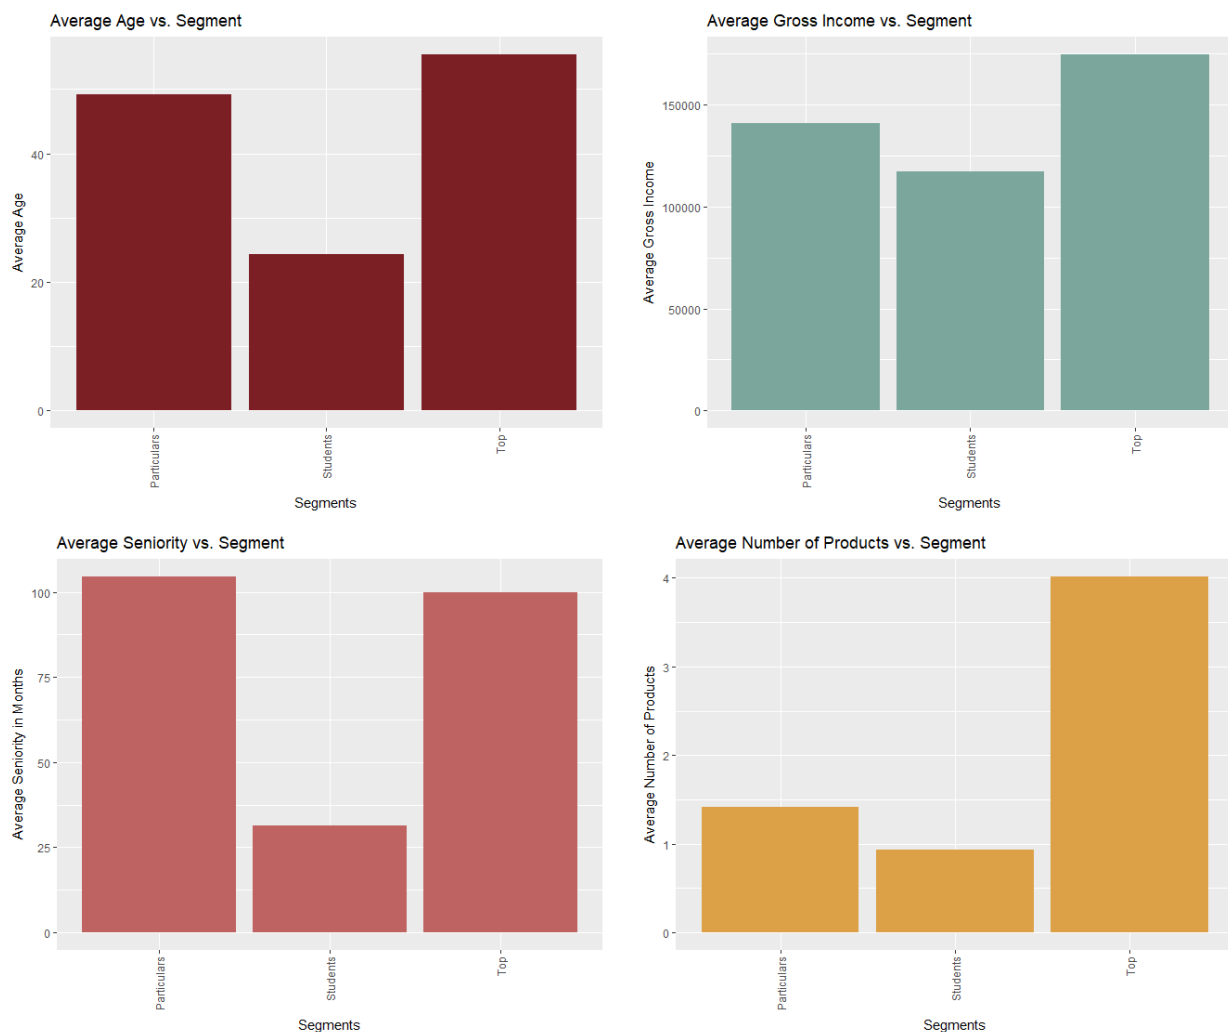 Average Age vs. Segment
Average Age
40
20
0
Particulars
Students
Top
Segments
Average Gross Income vs. Segment
Average Gross Income
150000
100000
50000
0
Particulars
Students
Top
Segments
Average Seniority vs. Segment
Average Seniority in Months
100
75
50
25
0
Particulars
Students
Top
Segments
Average Number of Products vs. Segment
Average Number of Products
4
3
2
1
0
Particulars
Students
Top
Segments